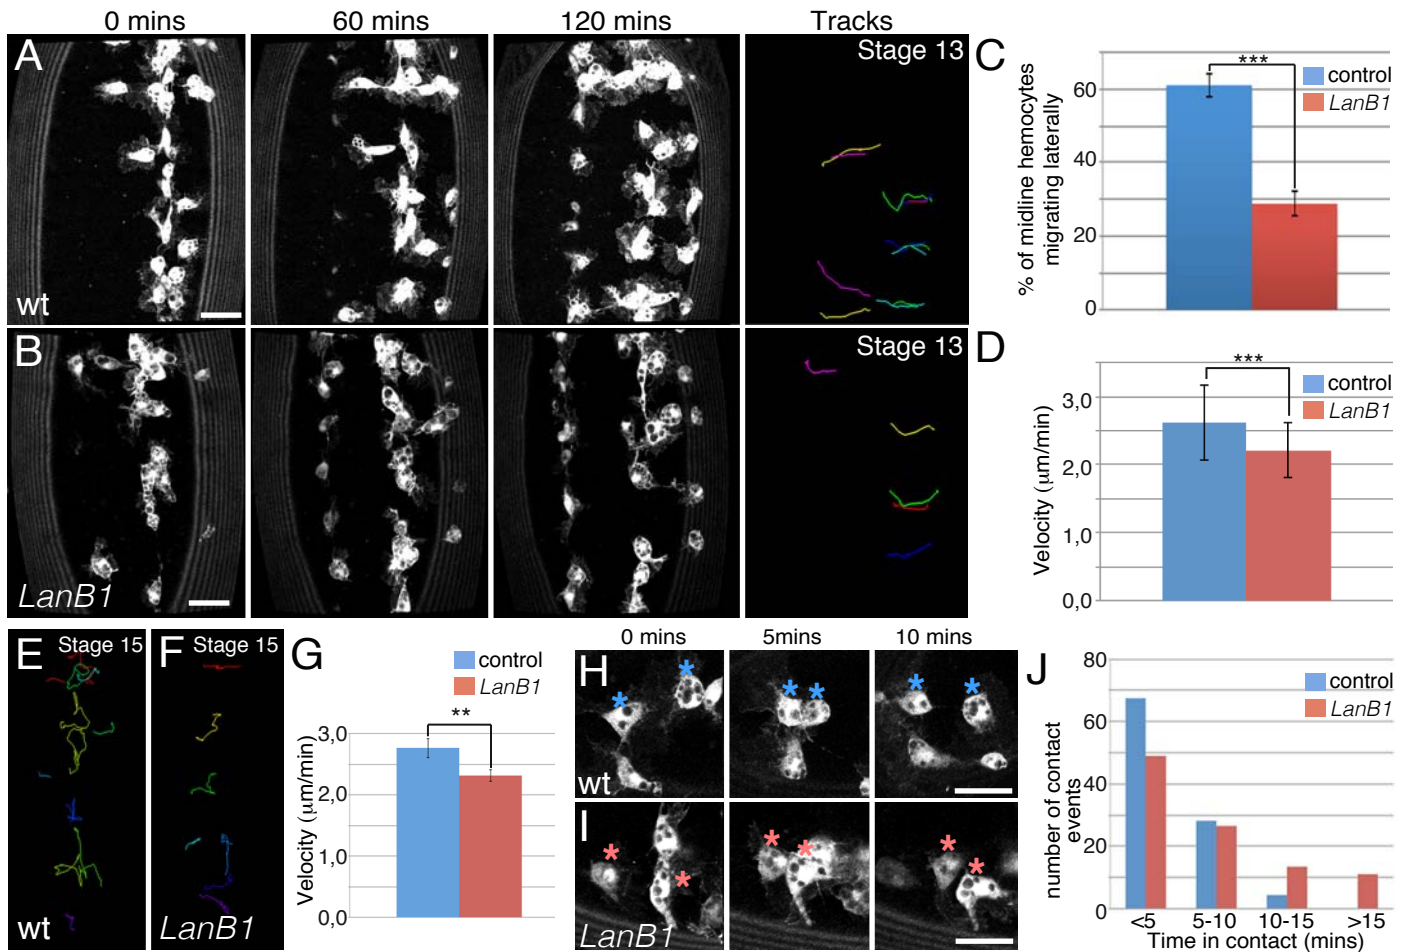 0 mins 60 mins 120 mins Tracks
A
wt
Stage 13
B
LanB1
Stage 13
C
% of midline hemocytes
migrating laterally
60
40
20
0
***
control
LanB1
D
Velocity (µm/min)
3,0
2,0
1,0
0,0
***
control
LanB1
E Stage 15
wt
F Stage 15
LanB1
G
control
LanB1
Velocity (µm/min)
3,0
2,0
1,0
0,0
**
0 mins 5mins 10 mins
H
* *
* *
* *
wt
I
* *
* *
* *
LanB1
J
number of contact
events
80
60
40
20
0
control
LanB1
<5 5-10 10-15 >15
Time in contact (mins)